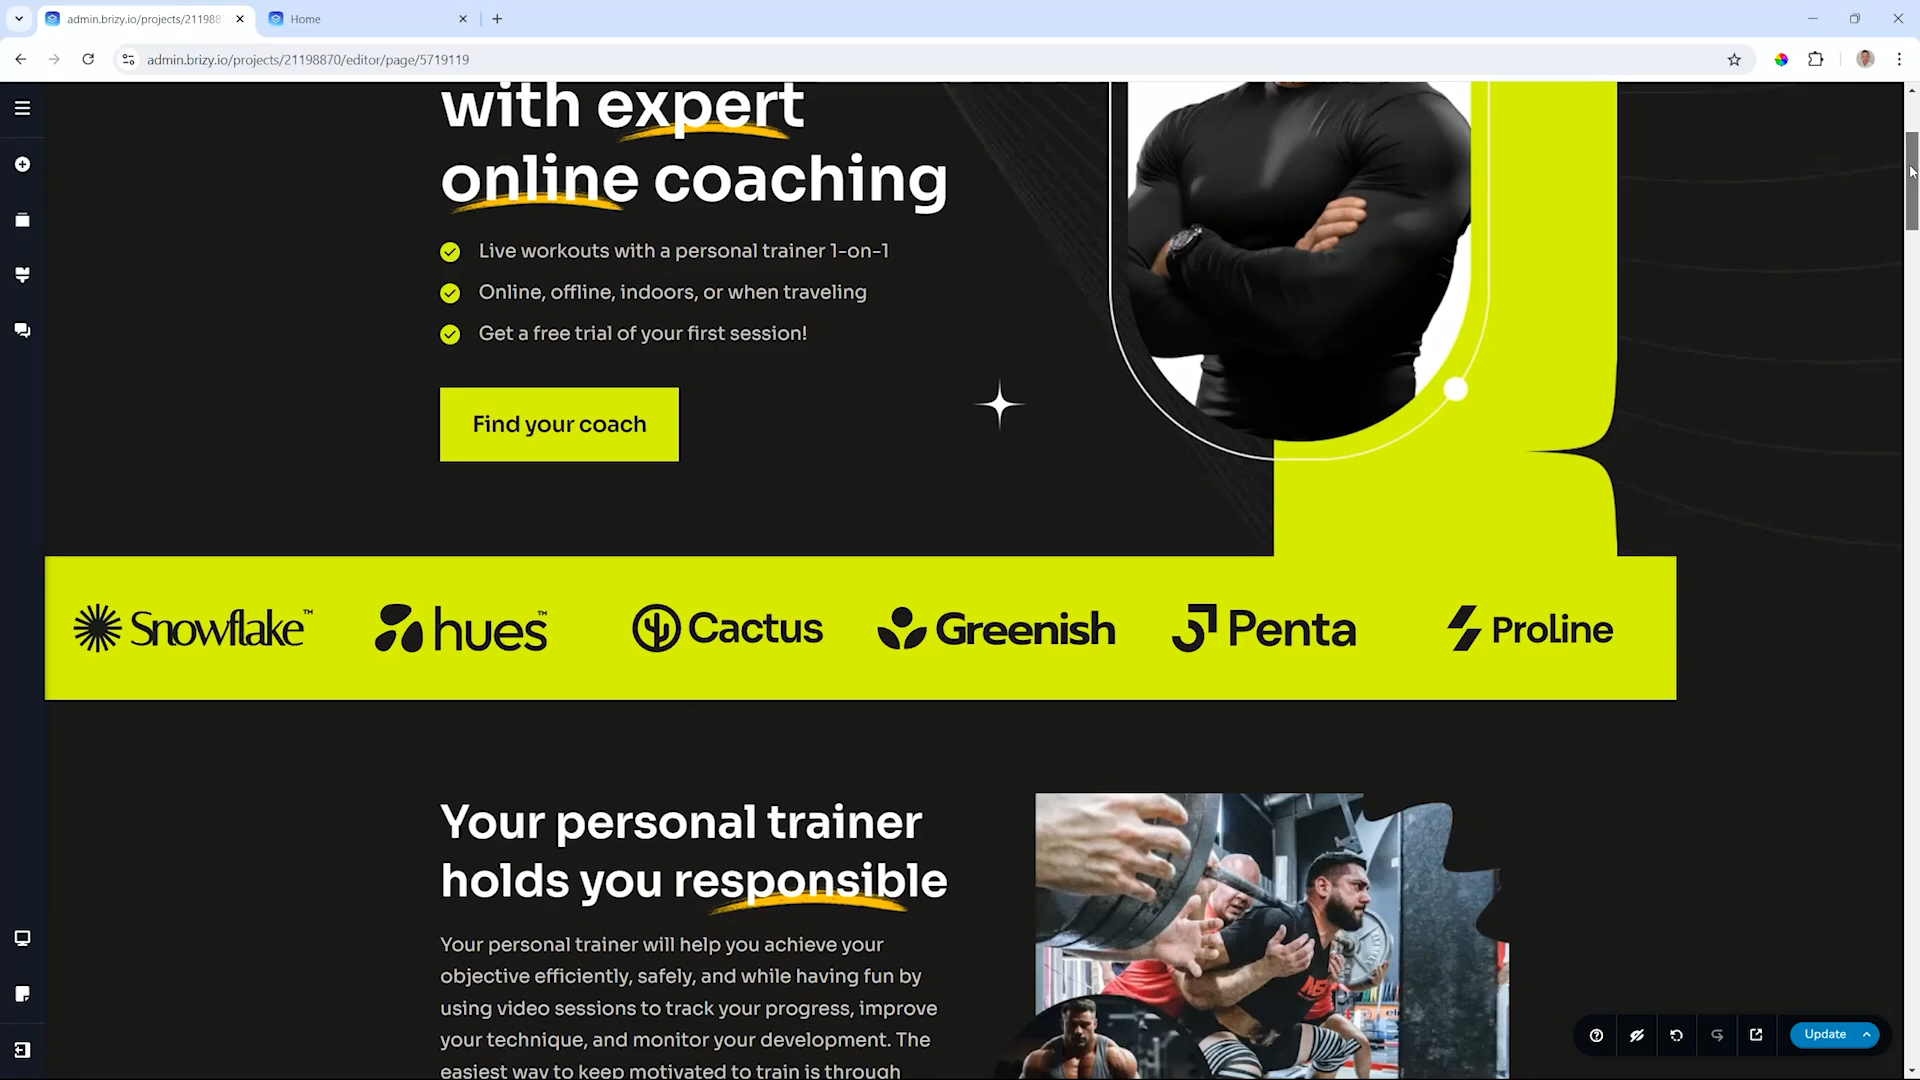 admin.brizy.io/projects/211988
Home
admin.brizy.io/projects/21198870/editor/page/5719119
with expert
online coaching
Live workouts with a personal trainer 1-on-1
Online, offline, indoors, or when traveling
Get a free trial of your first session!
Find your coach
Snowflake™
hues™
Cactus
Greenish
Penta
ProLine
Your personal trainer
holds you responsible
Your personal trainer will help you achieve your
objective efficiently, safely, and while having fun by
using video sessions to track your progress, improve
your technique, and monitor your development. The
easiest way to keep motivated to train is through
Update